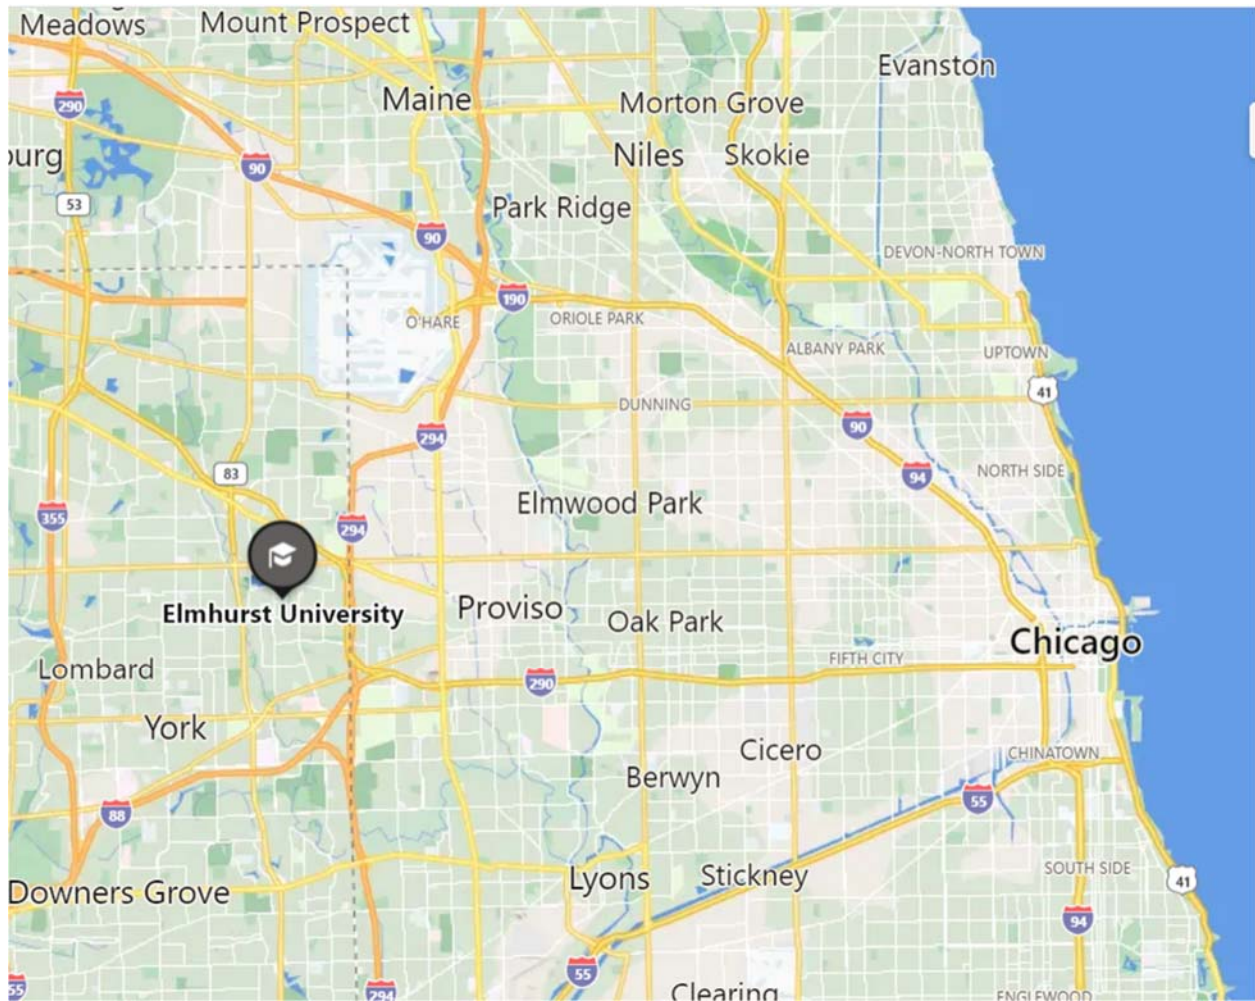 Meadows
Mount Prospect
Evanston
290
Maine
Morton Grove
burg
90
Niles
Skokie
53
Park Ridge
90
DEVON-NORTH TOWN
190
O'HARE
ORIOLE PARK
ALBANY PARK
UPTOWN
41
DUNNING
294
90
83
94
NORTH SIDE
355
294
Elmwood Park
Elmhurst University
Proviso
Oak Park
Chicago
Lombard
FIFTH CITY
290
York
Cicero
CHINATOWN
Berwyn
88
55
Downers Grove
Lyons
Stickney
SOUTH SIDE
41
94
55
55
294
Clearing
ENGLEWOOD